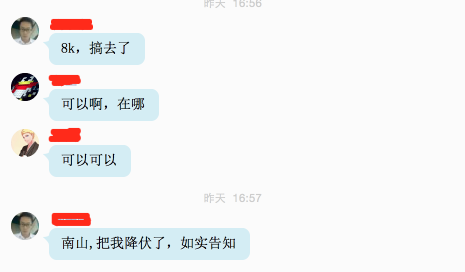 昨天 16:56
8k，搞去了
可以啊，在哪
可以可以
昨天 16:57
南山,把我降伏了，如实告知